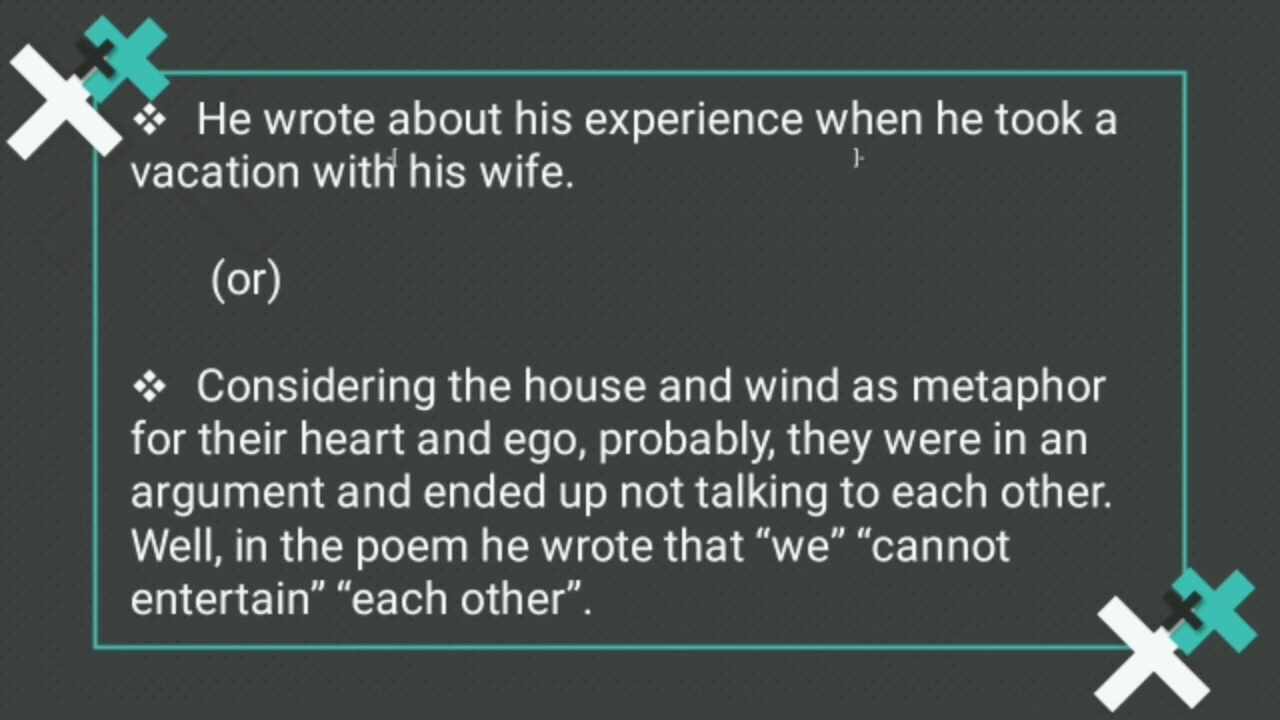 ❖ He wrote about his experience when he took a
vacation with his wife.
(or)
❖ Considering the house and wind as metaphor
for their heart and ego, probably, they were in an
argument and ended up not talking to each other.
Well, in the poem he wrote that “we” “cannot
entertain” “each other”.